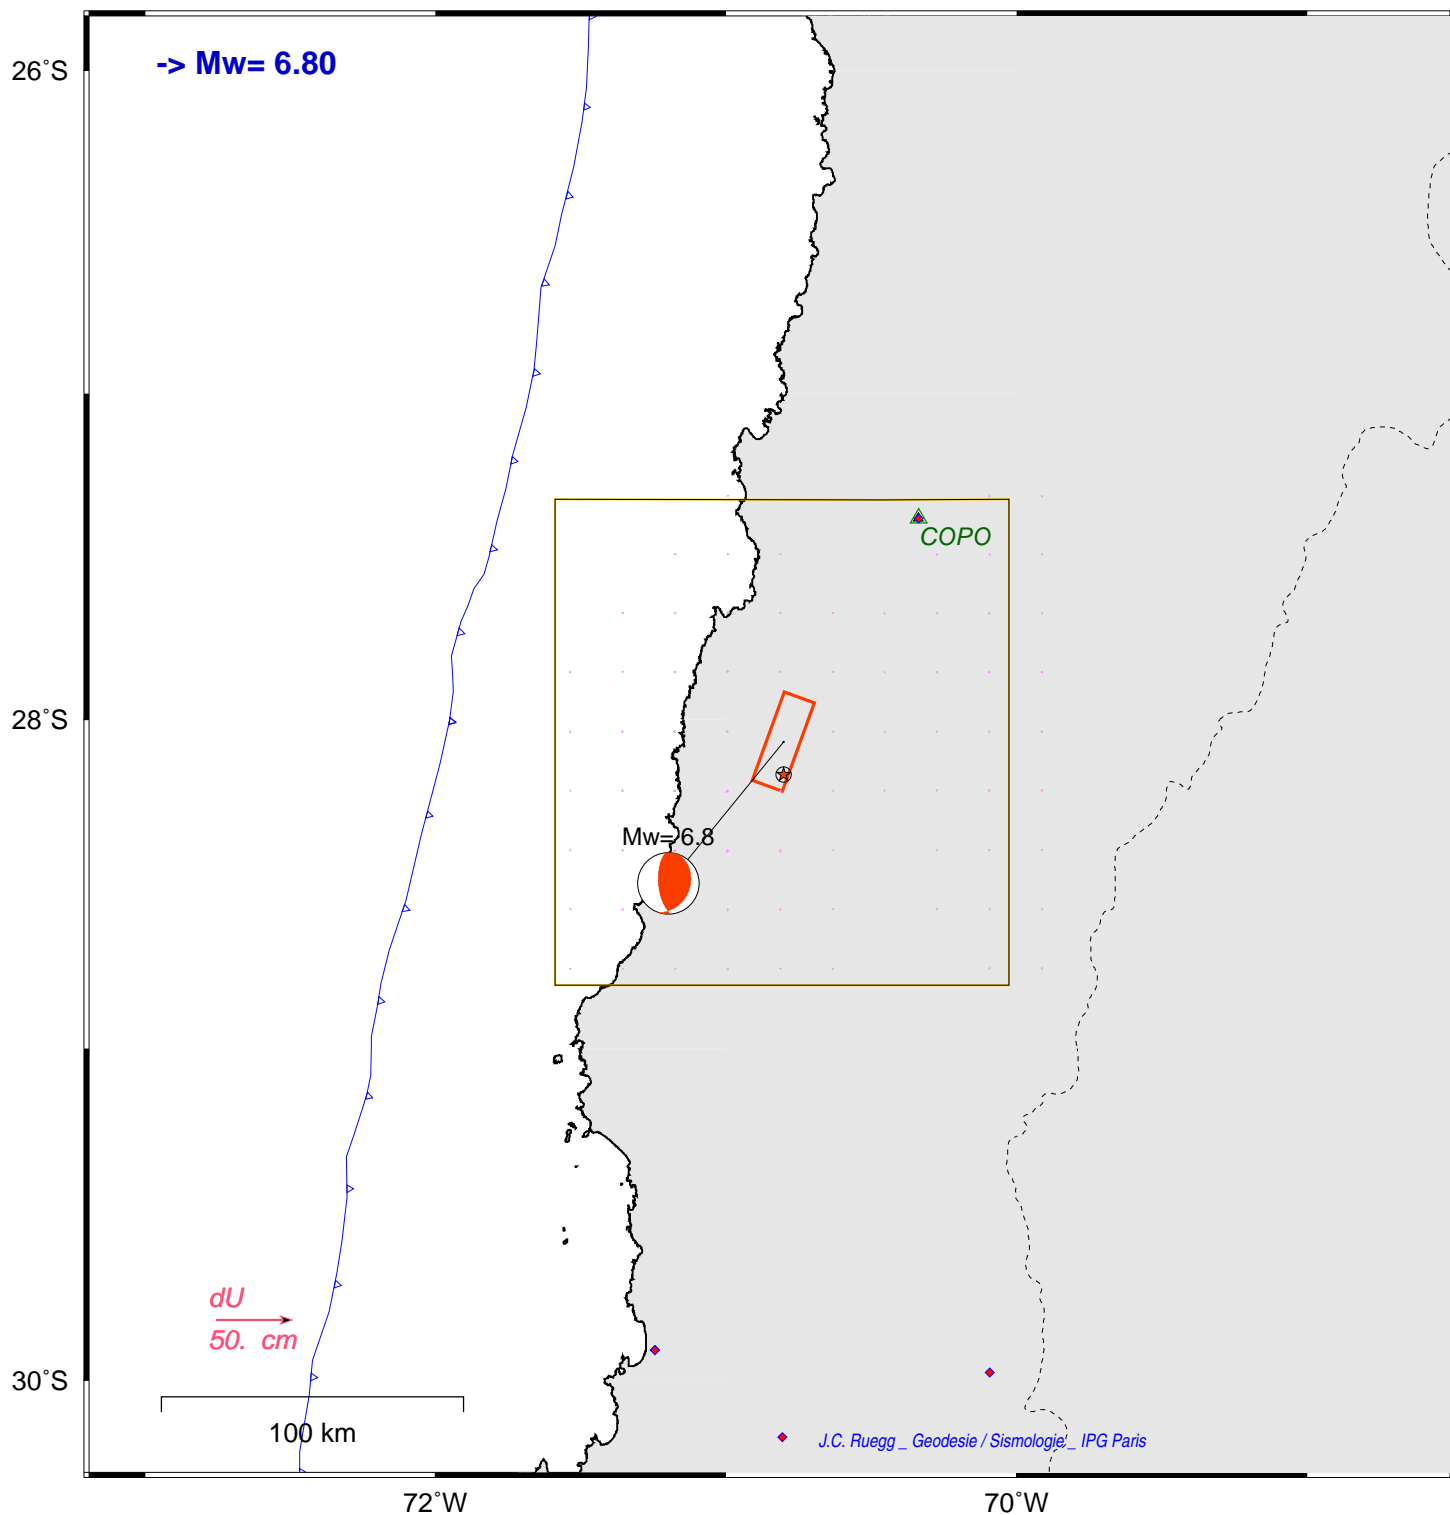 26°S
-> Mw= 6.80
COPO
28°S
Mw= 6.8
dU
50. cm
30°S
100 km
J.C. Ruegg _ Geodesie / Sismologie _ IPG Paris
72°W
70°W